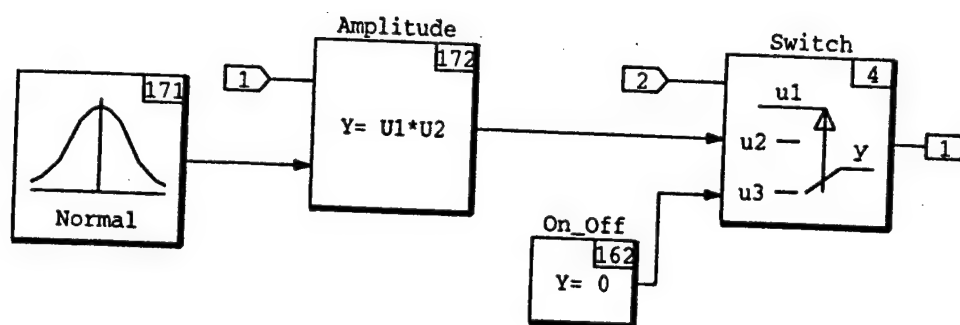 Amplitude
172
1
Y= U1*U2
171
Normal
Switch
4
2
u1
u2
u3
y
1
On_Off
162
Y= 0